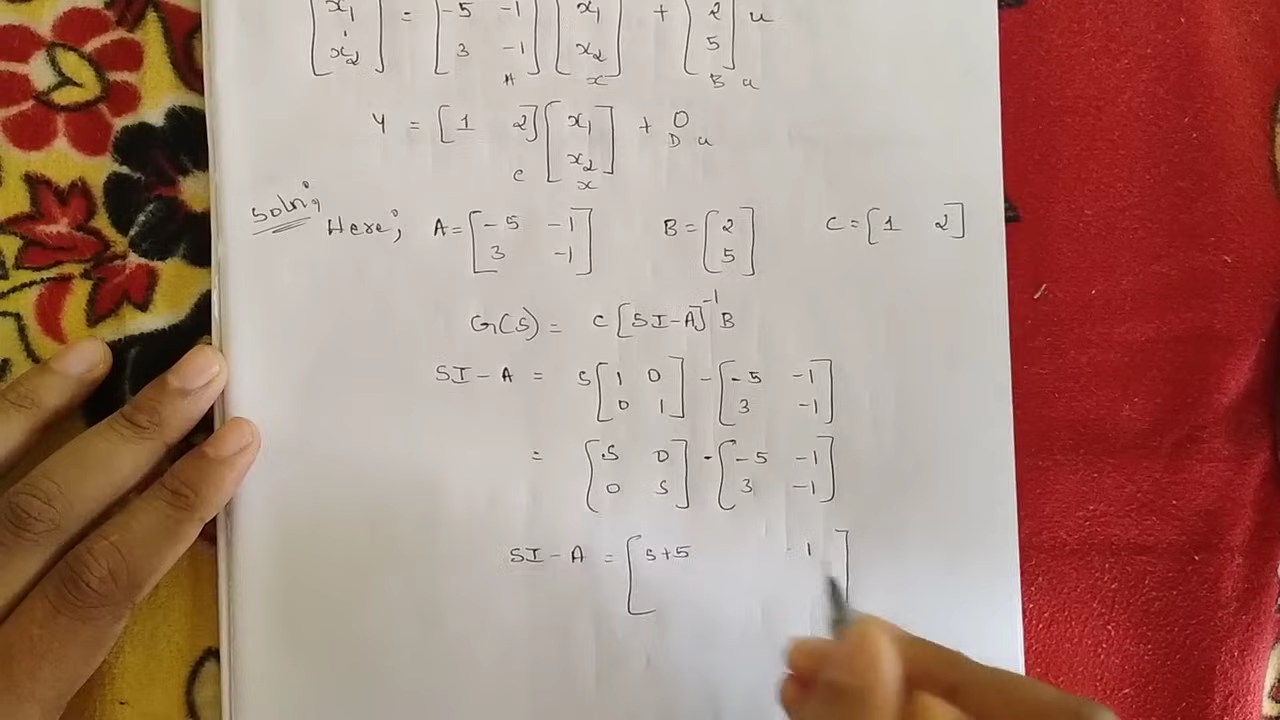 [x₁ ẋ₂] = [-5 -1 3 -1] [x₁ x₂] + [2 5] u
A x B u
Y = [1 2] [x₁ x₂] + 0
C x D u
Soln;
Here; A = [-5 -1 3 -1] B = [2 5] C = [1 2]
G(S) = C [SI-A]⁻¹ B
SI - A = S [1 0 0 1] - [-5 -1 3 -1]
= [S 0 0 S] - [-5 -1 3 -1]
SI - A = [S+5 1